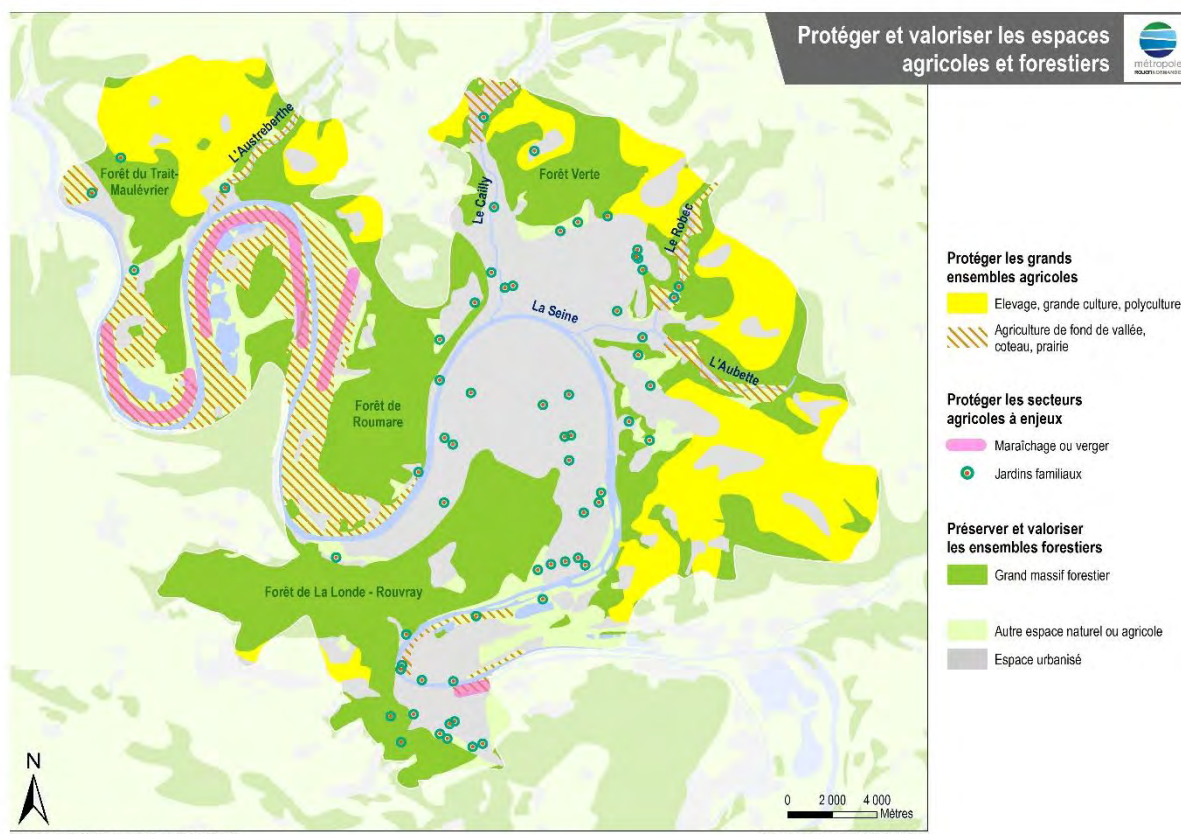 Protéger et valoriser les espaces
agricoles et forestiers
métropole
ROUENNORMANDIE
L'Austreberthe
Forêt du Trait-
Maulévrier
Le Cailly
Forêt Verte
Le Robec
La Seine
L'Aubette
Forêt de
Roumare
Forêt de La Londe - Rouvray
N
0 2 000 4 000
Mètres
Protéger les grands
ensembles agricoles
Elevage, grande culture, polyculture
Agriculture de fond de vallée,
coteau, prairie
Protéger les secteurs
agricoles à enjeux
Maraîchage ou verger
Jardins familiaux
Préserver et valoriser
les ensembles forestiers
Grand massif forestier
Autre espace naturel ou agricole
Espace urbanisé